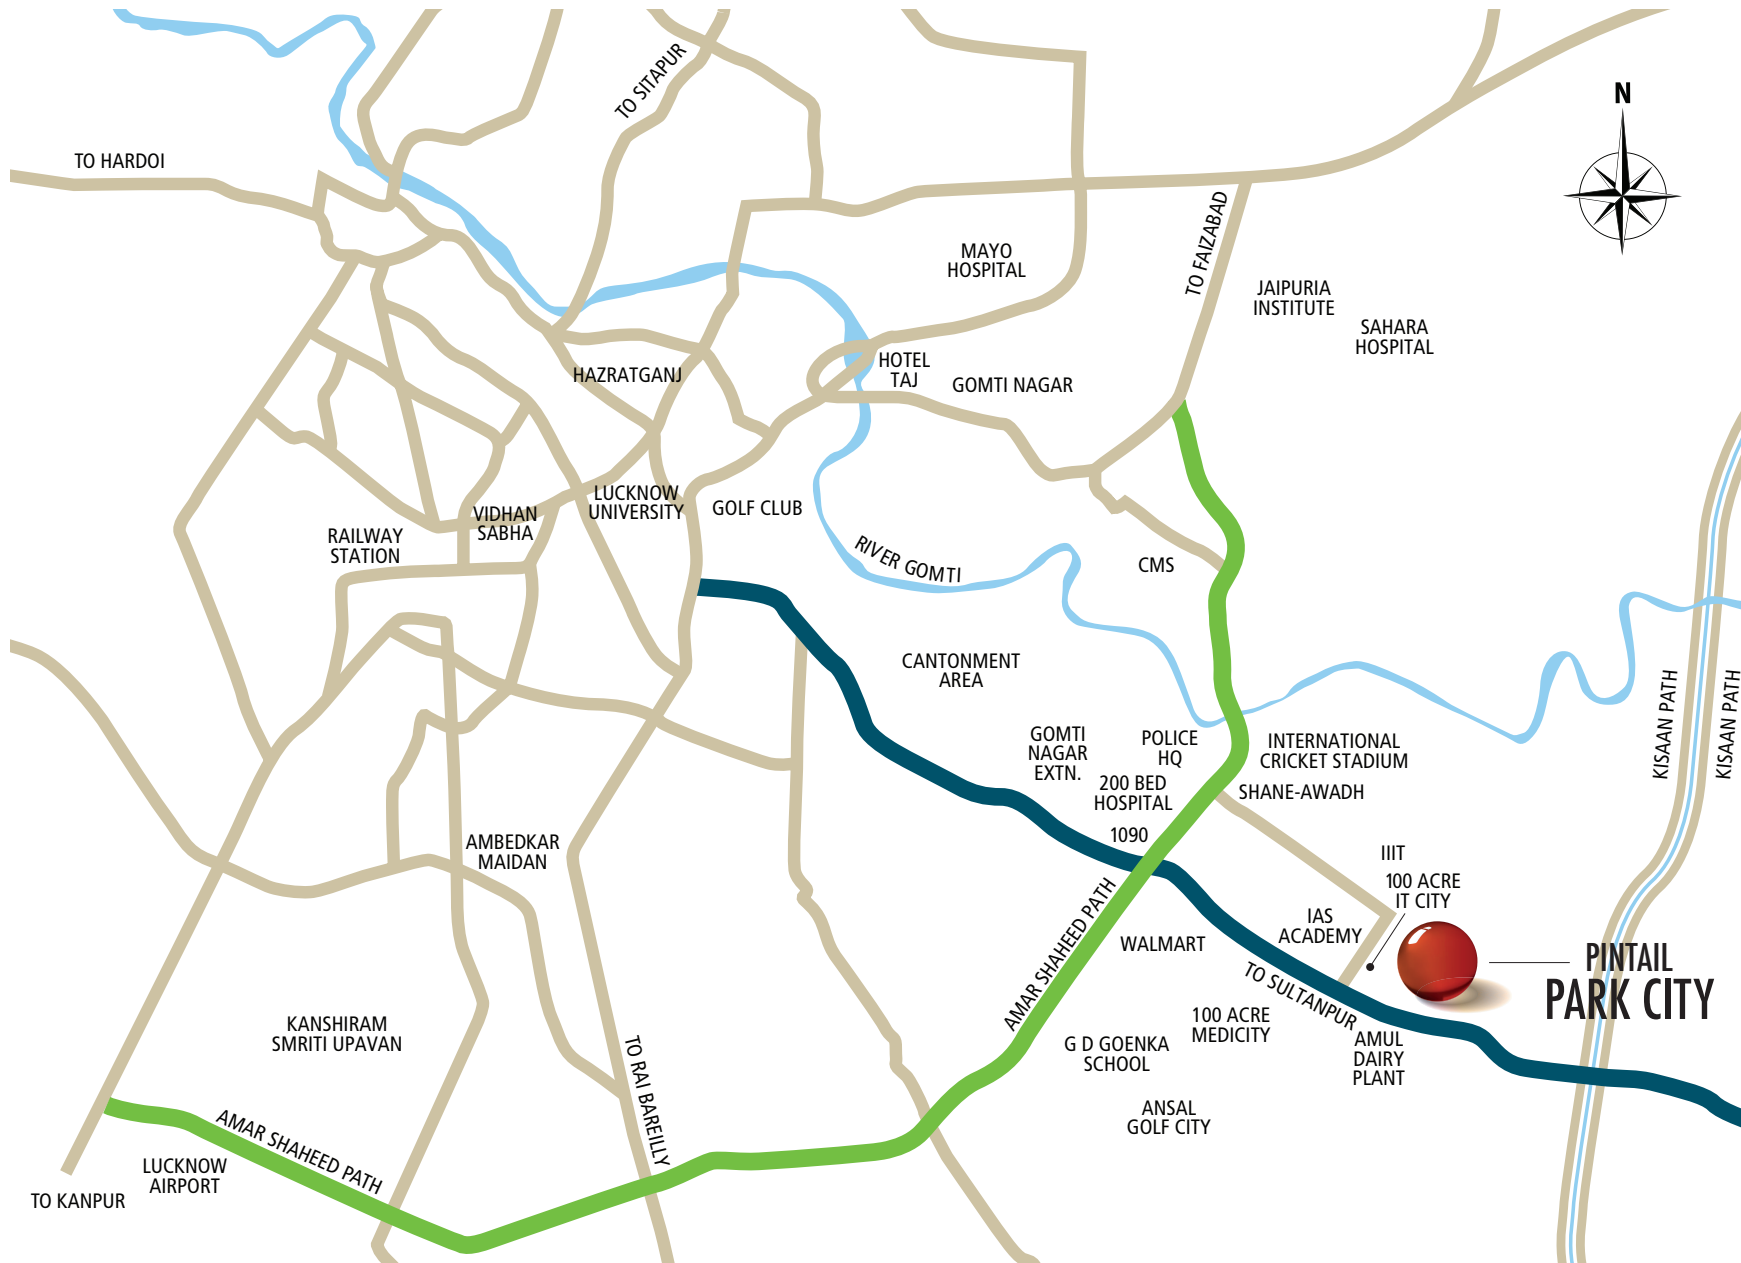 N
TO HARDOI
TO SITAPUR
MAYO
HOSPITAL
TO FAIZABAD
JAIPURIA
INSTITUTE
SAHARA
HOSPITAL
HAZRATGANJ
HOTEL
TAJ
GOMTI NAGAR
LUCKNOW
UNIVERSITY
GOLF CLUB
VIDHAN
SABHA
RAILWAY
STATION
RIVER GOMTI
CMS
CANTONMENT
AREA
KISAAN PATH
KISAAN PATH
GOMTI
NAGAR
EXTN.
POLICE
HQ
INTERNATIONAL
CRICKET STADIUM
200 BED
HOSPITAL
SHANE-AWADH
1090
AMBEDKAR
MAIDAN
IIIT
100 ACRE
IT CITY
IAS
ACADEMY
WALMART
AMAR SHAHEED PATH
TO SULTANPUR
PINTAIL
PARK CITY
100 ACRE
MEDICITY
AMUL
DAIRY
PLANT
G D GOENKA
SCHOOL
KANSHIRAM
SMRITI UPAVAN
TO RAI BAREILLY
ANSAL
GOLF CITY
AMAR SHAHEED PATH
LUCKNOW
AIRPORT
TO KANPUR